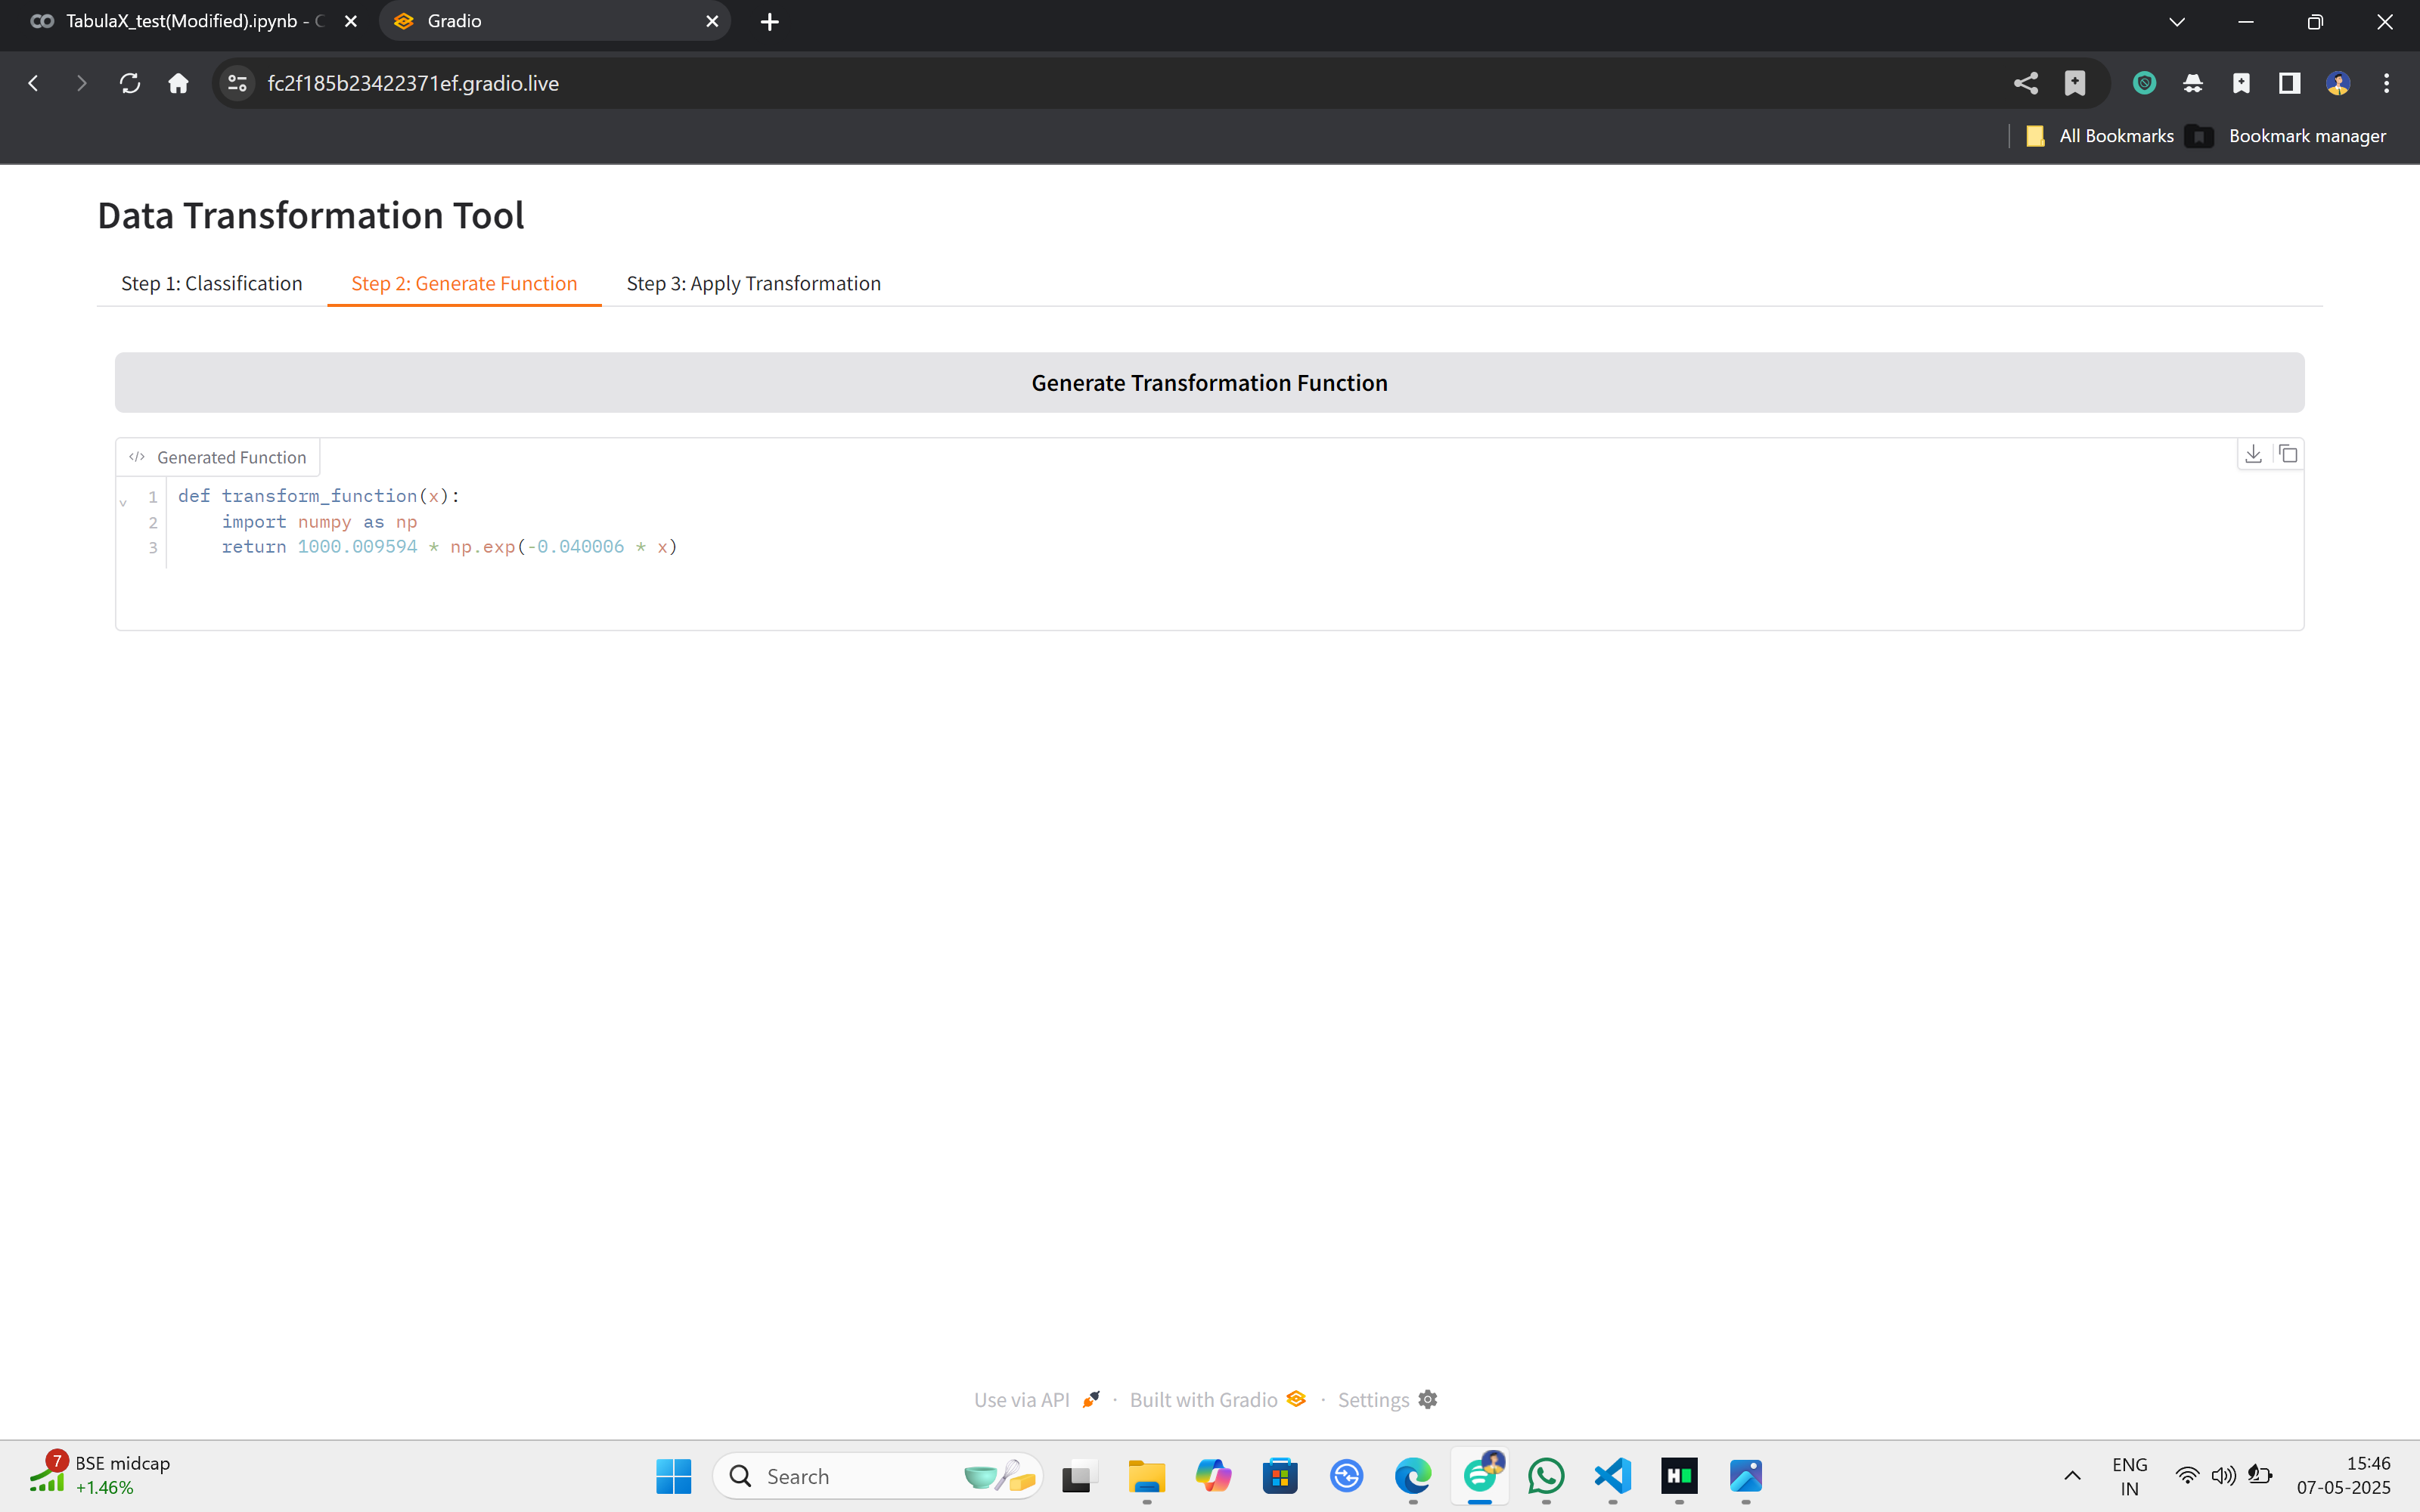 TabulaX_test(Modified).ipynb - C
Gradio
fc2f185b23422371ef.gradio.live
All Bookmarks
Bookmark manager
Data Transformation Tool
Step 1: Classification
Step 2: Generate Function
Step 3: Apply Transformation
Generate Transformation Function
</> Generated Function
1 def transform_function(x):
2 import numpy as np
3 return 1000.009594 * np.exp(-0.040006 * x)
Use via API · Built with Gradio · Settings
7
BSE midcap
+1.46%
Search
ENG
IN
15:46
07-05-2025